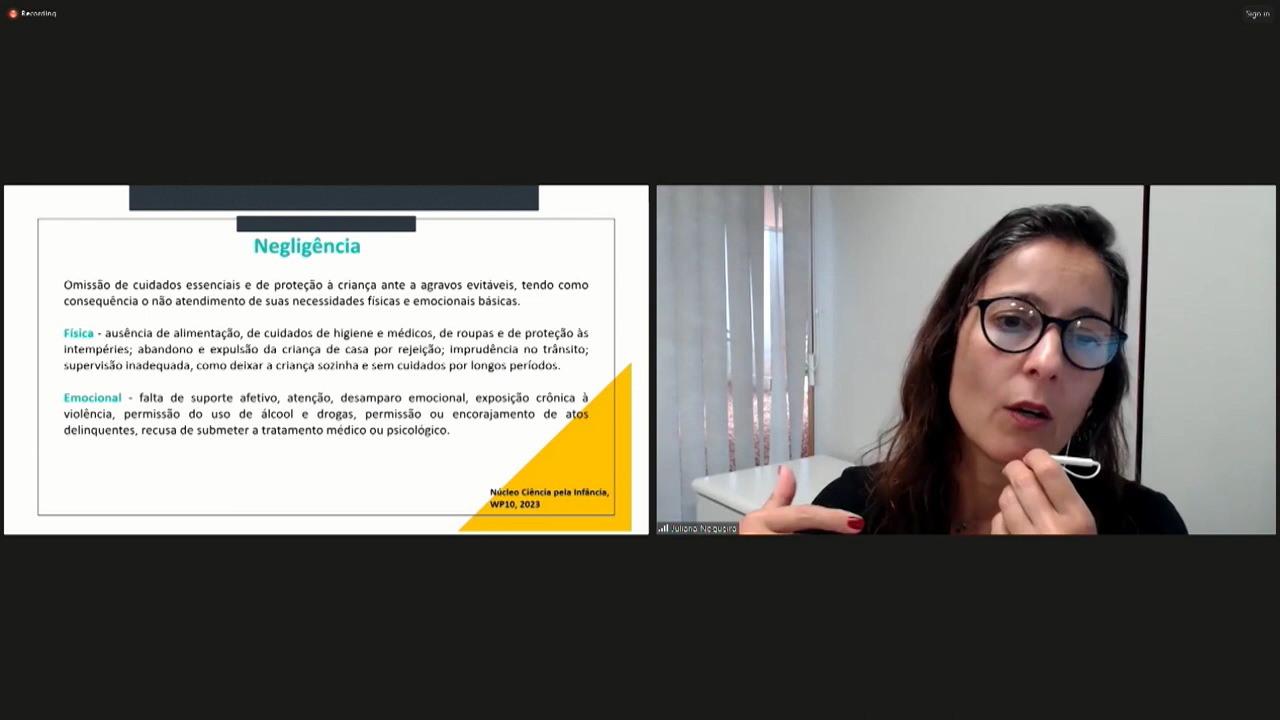 Recording
Sign in
Negligência
Omissão de cuidados essenciais e de proteção à criança ante a agravos evitáveis, tendo como
consequência o não atendimento de suas necessidades físicas e emocionais básicas.
Física - ausência de alimentação, de cuidados de higiene e médicos, de roupas e de proteção às
intempéries; abandono e expulsão da criança de casa por rejeição; imprudência no trânsito;
supervisão inadequada, como deixar a criança sozinha e sem cuidados por longos períodos.
Emocional - falta de suporte afetivo, atenção, desamparo emocional, exposição crônica à
violência, permissão do uso de álcool e drogas, permissão ou encorajamento de atos
delinquentes, recusa de submeter a tratamento médico ou psicológico.
Núcleo Ciência pela Infância,
WP10, 2023
Juliana Negueira